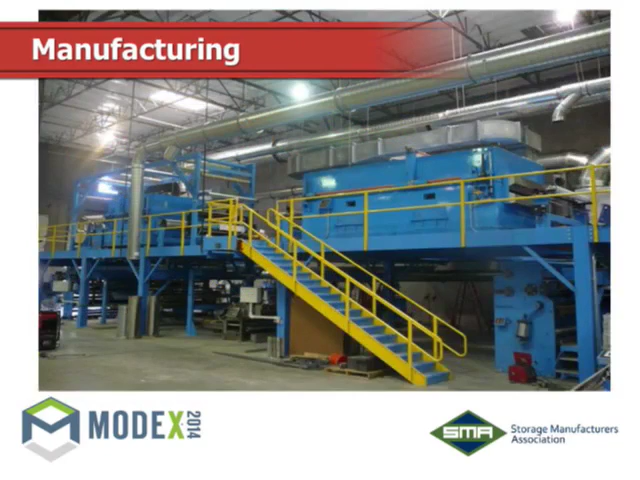 Manufacturing
MODEX 2014
SMA
Storage Manufacturers
Association